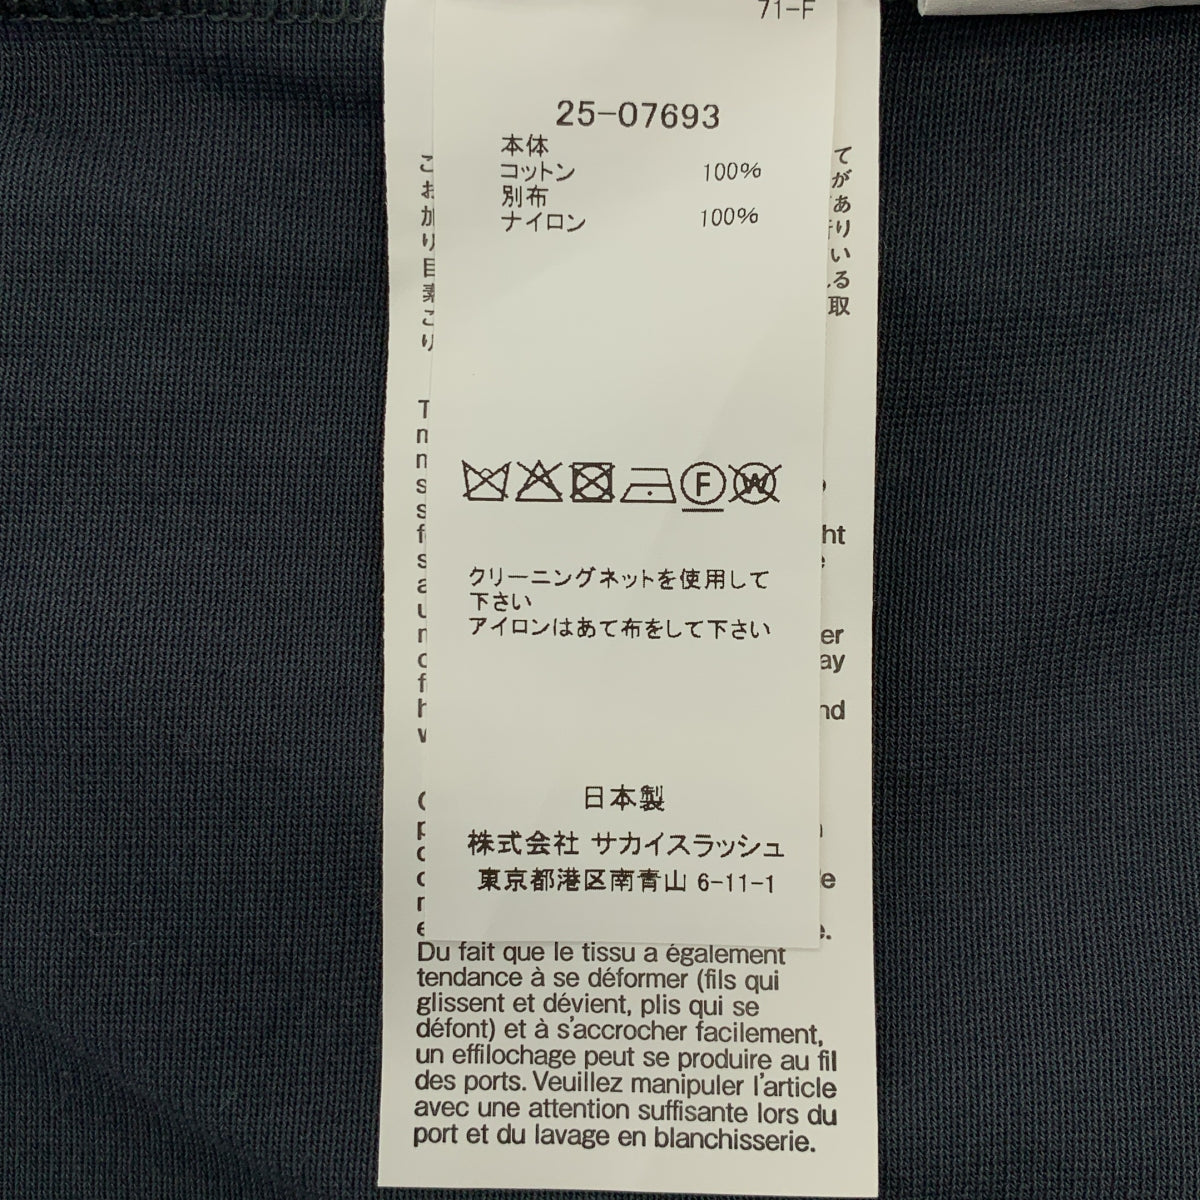 71-F
25-07693
本体
コットン 100%
別布
ナイロン 100%
F
W
クリーニングネットを使用して
下さい
アイロンはあて布をして下さい
日本製
株式会社 サカイスラッシュ
東京都港区南青山 6-11-1
Du fait que le tissu a également
tendance à se déformer (fils qui
glissent et dévient, plis qui se
défont) et à s'accrocher facilement,
un effilochage peut se produire au fil
des ports. Veuillez manipuler l'article
avec une attention suffisante lors du
port et du lavage en blanchisserie.